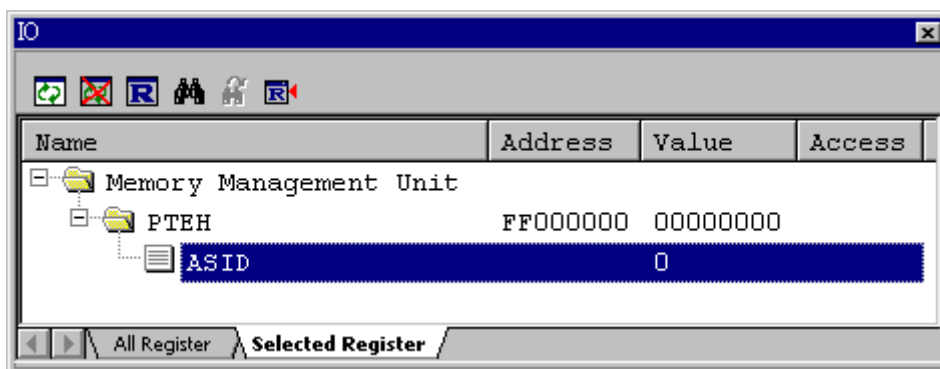 IO
R R
Name Address Value Access
Memory Management Unit
PTEH FF000000 00000000
ASID 0
All Register Selected Register